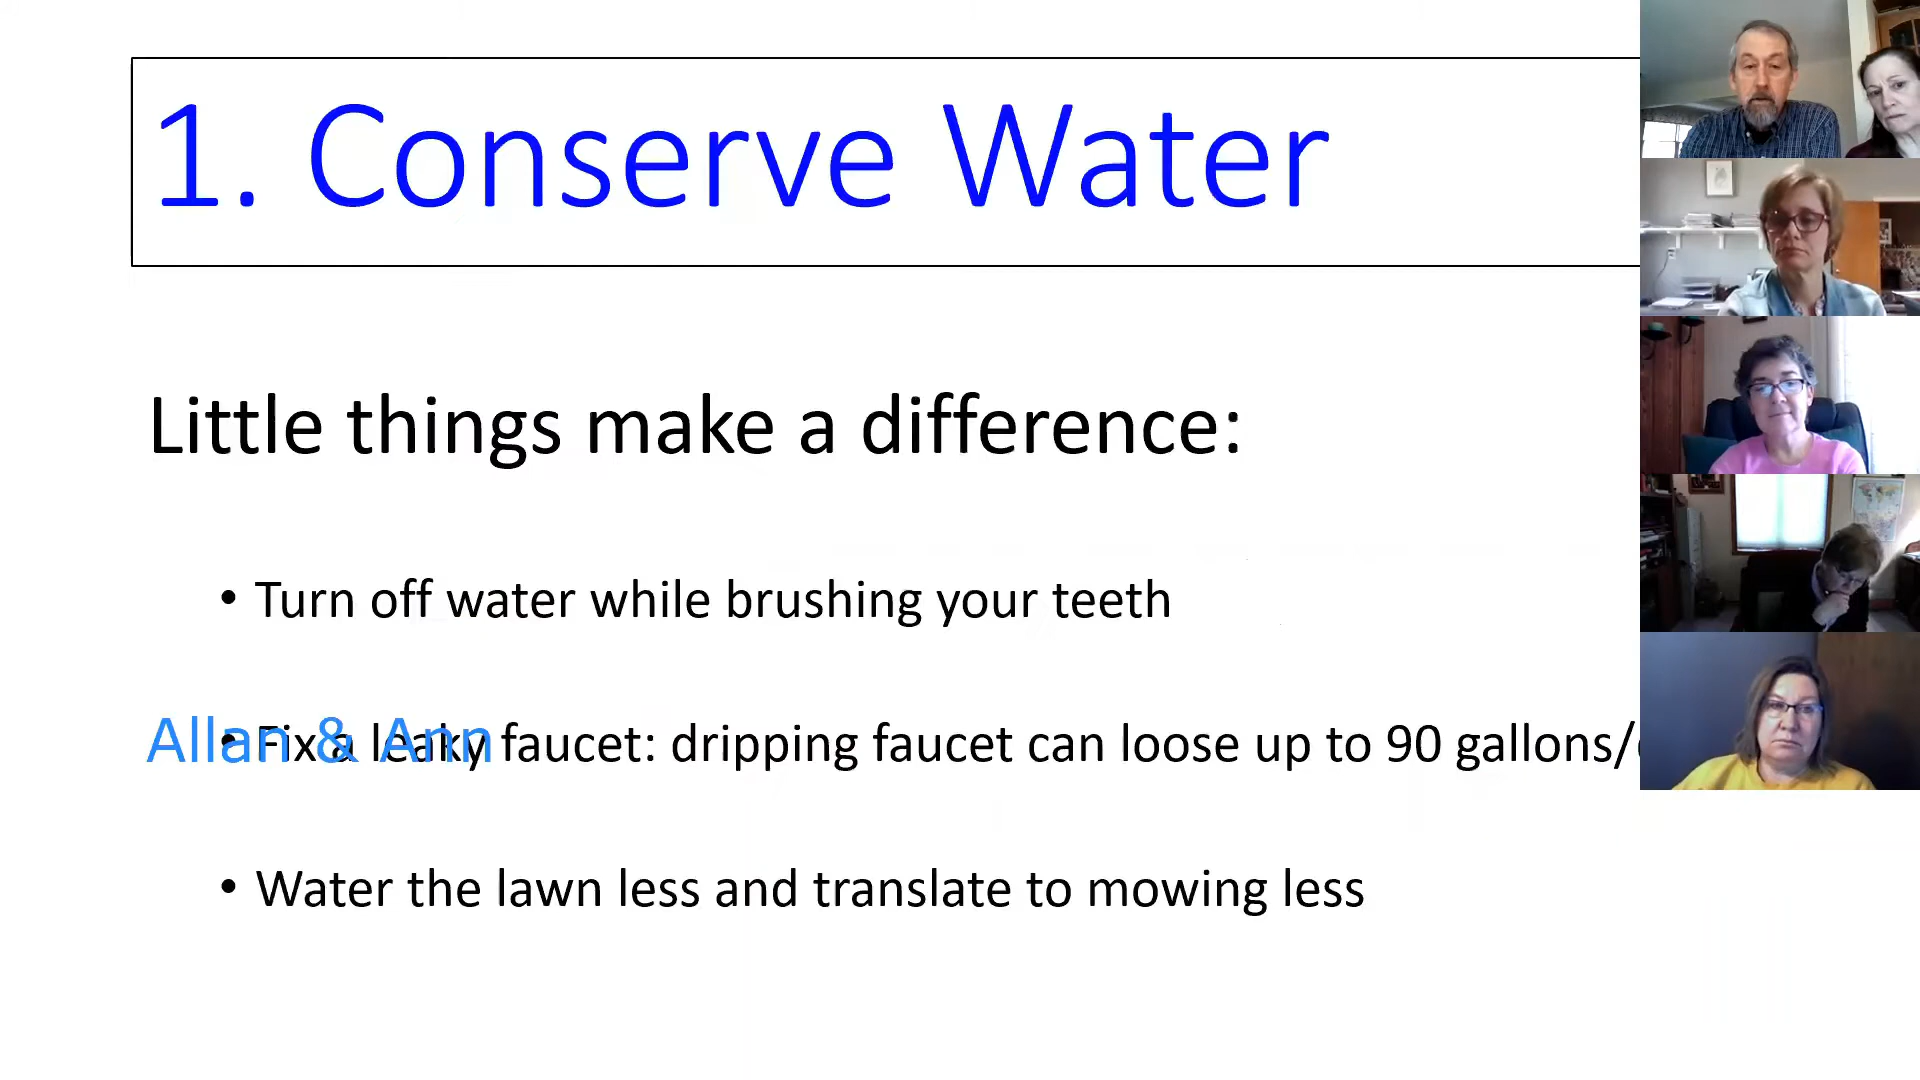 1. Conserve Water
Little things make a difference:
• Turn off water while brushing your teeth
Allan & Ann
• Fix a leaky faucet: dripping faucet can loose up to 90 gallons/
• Water the lawn less and translate to mowing less